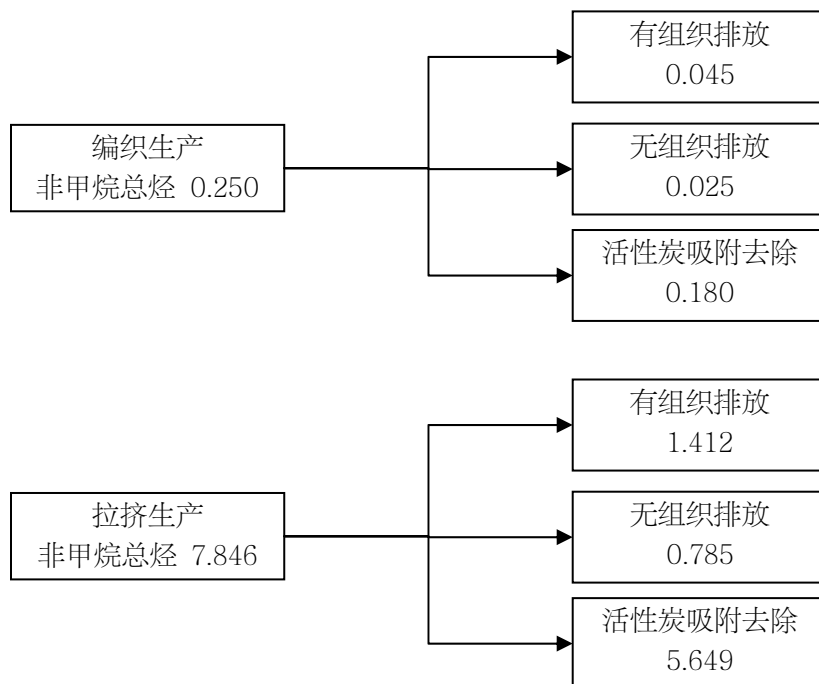 编织生产
非甲烷总烃 0.250
有组织排放
0.045
无组织排放
0.025
活性炭吸附去除
0.180
拉挤生产
非甲烷总烃 7.846
有组织排放
1.412
无组织排放
0.785
活性炭吸附去除
5.649